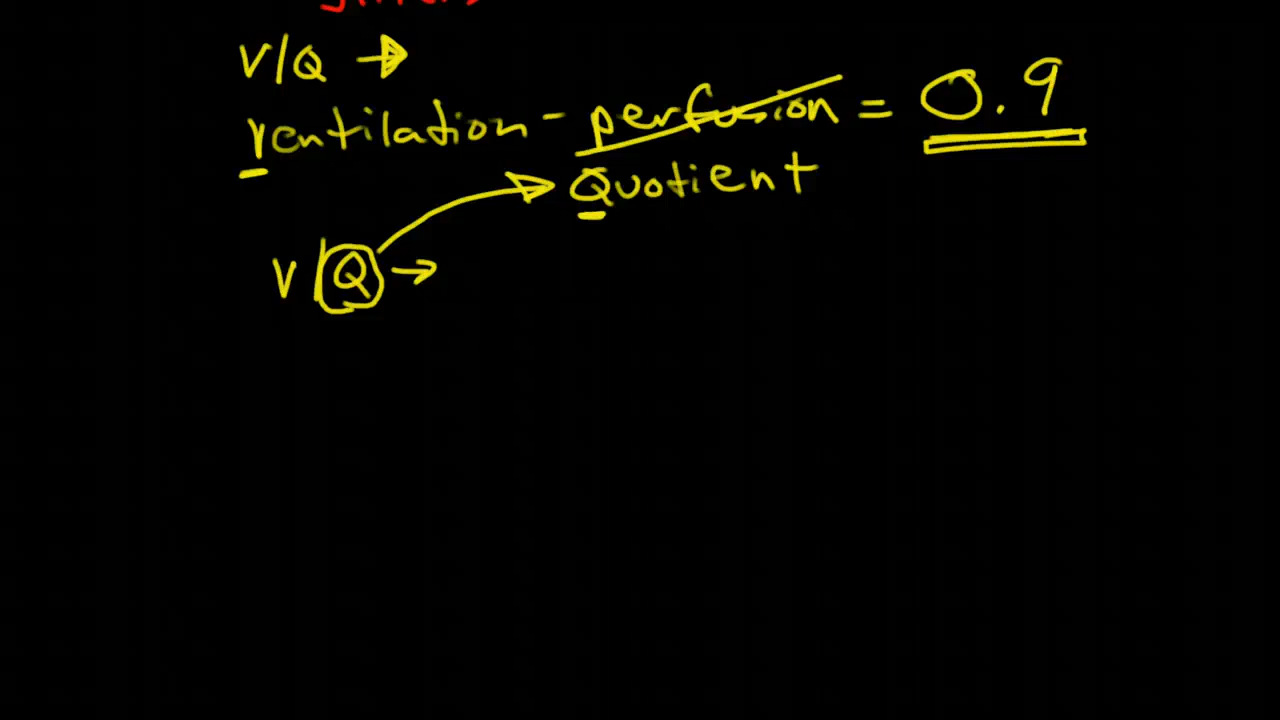 V/Q →
ventilation - perfusion = 0.9
Quotient
V/Q →